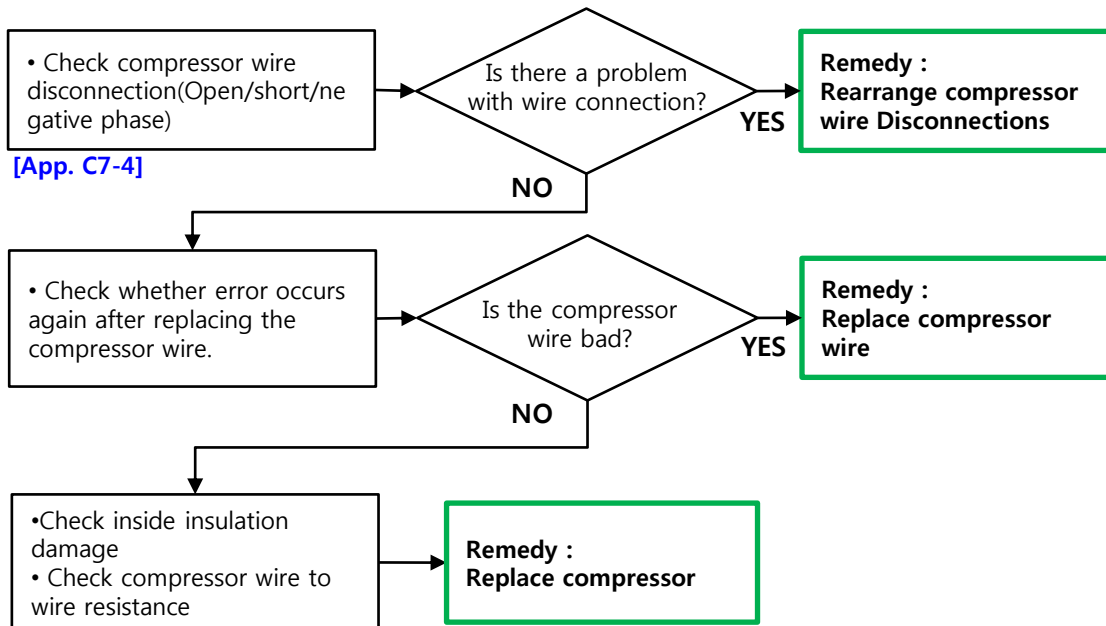 • Check compressor wire
disconnection(Open/short/ne
gative phase)
[App. C7-4]
Is there a problem
with wire connection?
YES
Remedy :
Rearrange compressor
wire Disconnections
NO
• Check whether error occurs
again after replacing the
compressor wire.
Is the compressor
wire bad?
YES
Remedy :
Replace compressor
wire
NO
•Check inside insulation
damage
• Check compressor wire to
wire resistance
Remedy :
Replace compressor